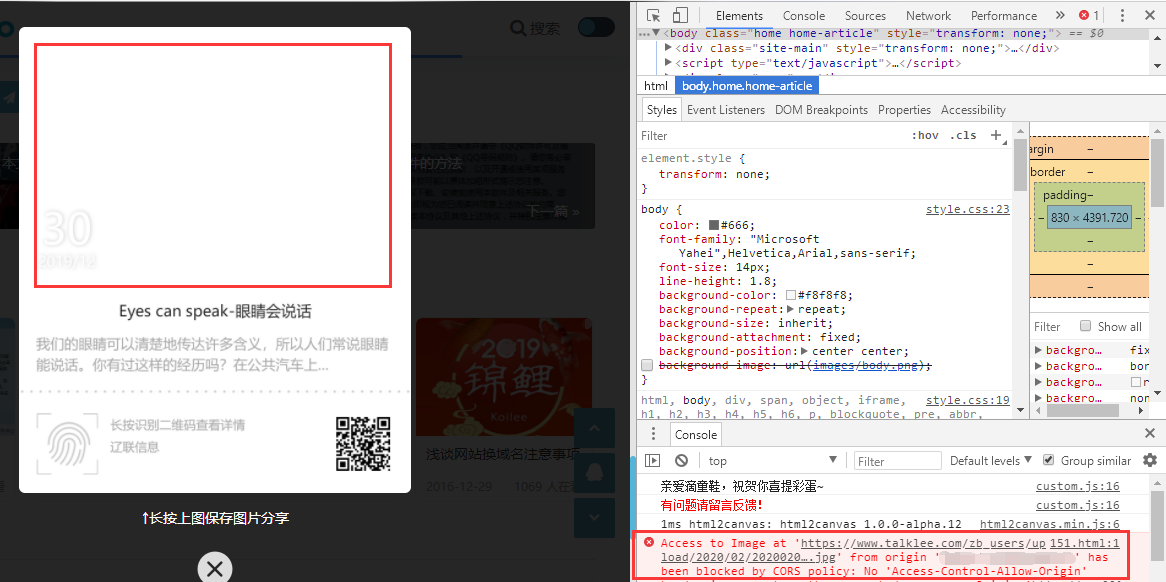 搜索
本
件的方法
下一篇 »
30
2019/12
Eyes can speak-眼睛会说话
我们的眼睛可以清楚地传达许多含义，所以人们常说眼睛
能说话。你有过这样的经历吗？在公共汽车上...
长按识别二维码查看详情
辽联信息
↑长按上图保存图片分享
2019
锦鲤
Koilee
浅谈网站换域名注意事项
2016-12-29 1069 人在
Elements Console Sources Network Performance » 1
…▼<body class="home home-article" style="transform: none;"> == $0
▶<div class="site-main" style="transform: none;">…</div>
▶<script type="text/javascript">…</script>
html body.home.home-article
Styles Event Listeners DOM Breakpoints Properties Accessibility
Filter :hov .cls +
element.style {
transform: none;
}
body { style.css:23
color: #666;
font-family: "Microsoft
Yahei",Helvetica,Arial,sans-serif;
font-size: 14px;
line-height: 1.8;
background-color: #f8f8f8;
background-repeat:▶ repeat;
background-size: inherit;
background-attachment: fixed;
background-position:▶ center center;
background-image: url(images/body.png);
}
html, body, div, span, object, iframe, style.css:19
h1, h2, h3, h4, h5, h6, p, blockquote, pre, abbr,
argin –
border –
padding–
– 830 × 4391.720 –
–
–
–
Filter Show all
▶ backgro… fix
▶ backgro… bor
▶ backgro… r
▶ backgro… non
Console
top Filter Default levels ▼ Group similar
亲爱滴童鞋，祝贺你喜提彩蛋~ custom.js:16
有问题请留言反馈！ custom.js:16
1ms html2canvas: html2canvas 1.0.0-alpha.12 html2canvas.min.js:6
Access to Image at 'https://www.talklee.com/zb_users/up 151.html:1
load/2020/02/2020020….jpg' from origin ' ' has
been blocked by CORS policy: No 'Access-Control-Allow-Origin'